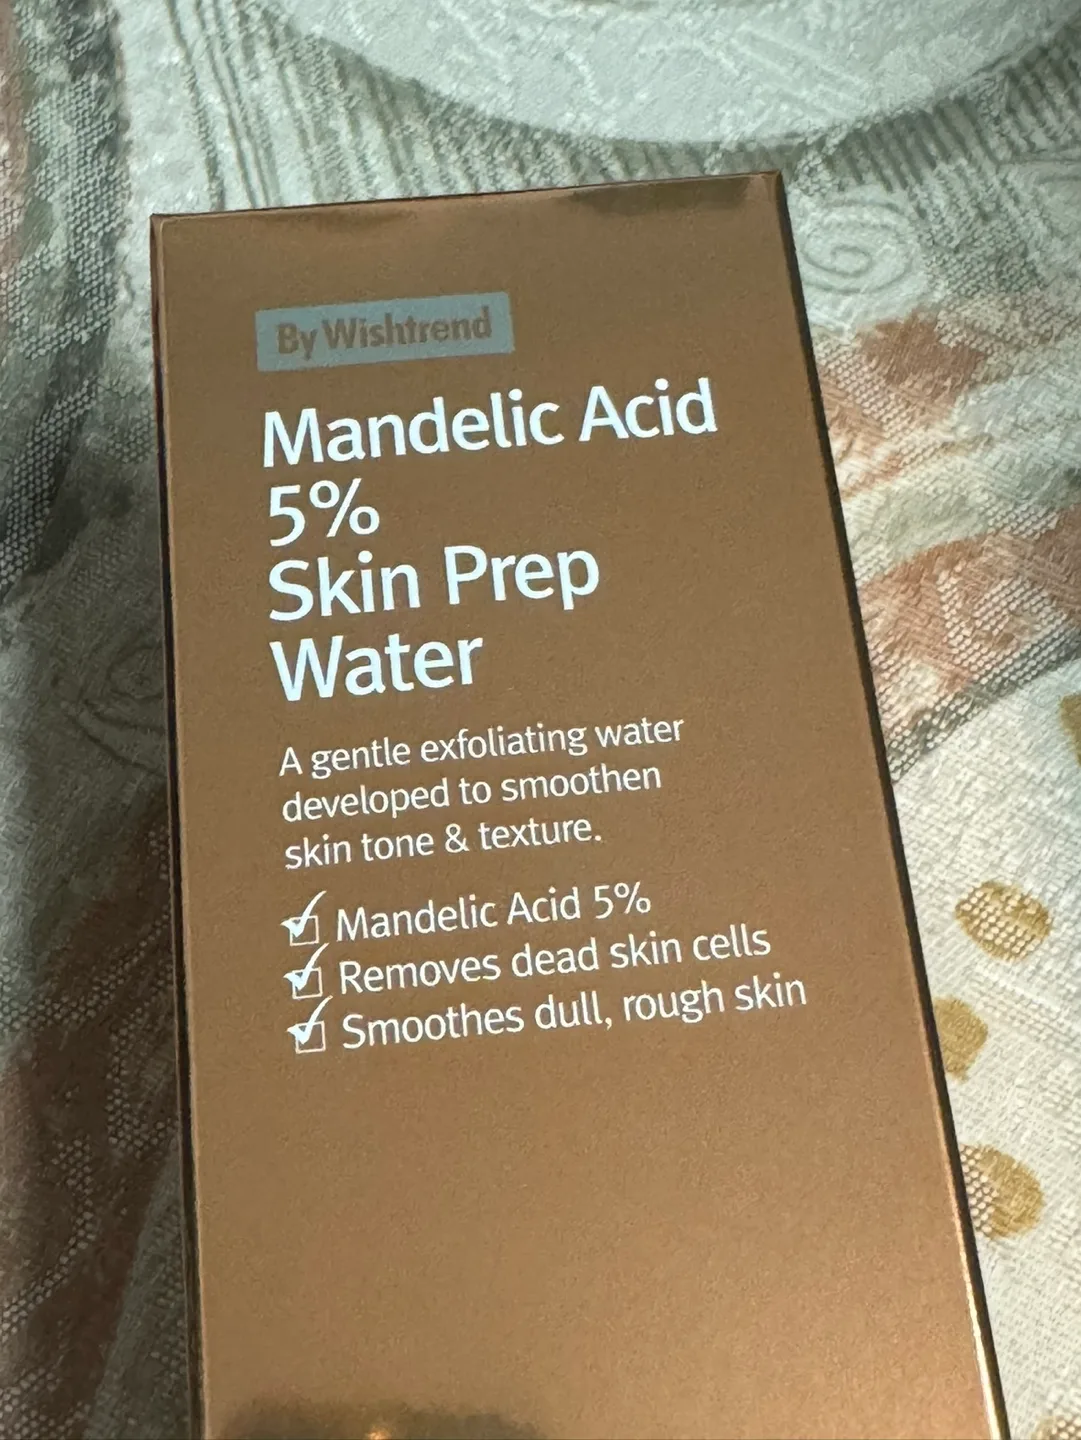 By Wishtrend
Mandelic Acid
5%
Skin Prep
Water
A gentle exfoliating water
developed to smoothen
skin tone & texture.
Mandelic Acid 5%
Removes dead skin cells
Smoothes dull, rough skin